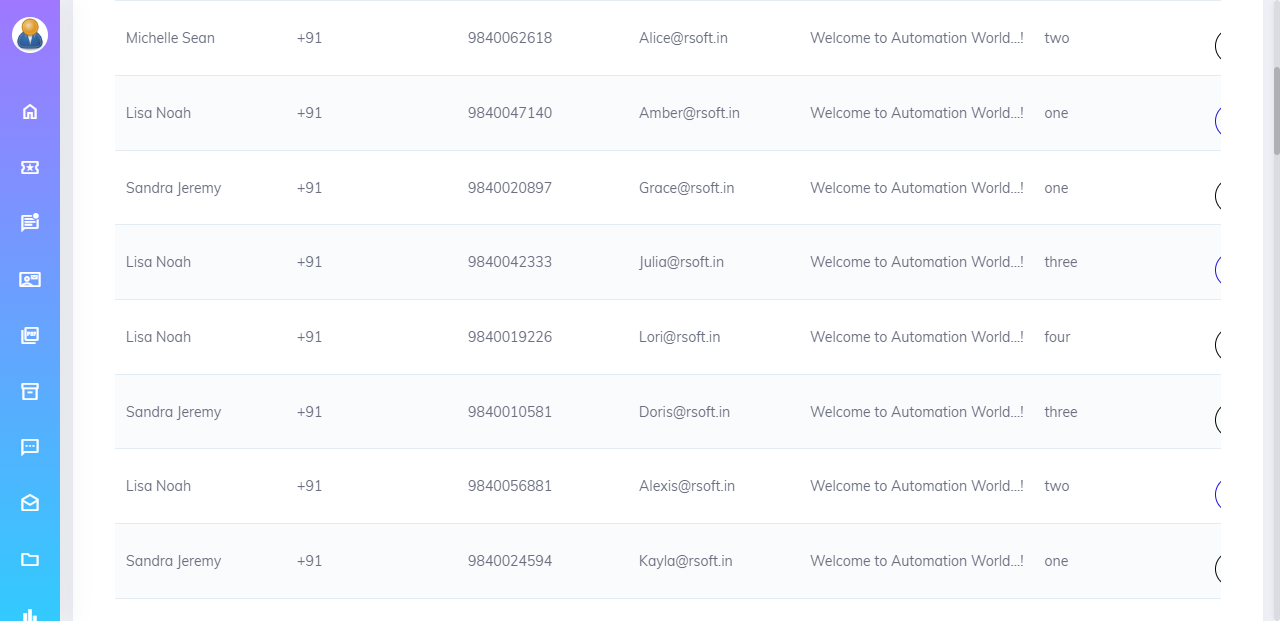 Michelle Sean +91 9840062618 Alice@rsoft.in Welcome to Automation World...! two
Lisa Noah +91 9840047140 Amber@rsoft.in Welcome to Automation World...! one
Sandra Jeremy +91 9840020897 Grace@rsoft.in Welcome to Automation World...! one
Lisa Noah +91 9840042333 Julia@rsoft.in Welcome to Automation World...! three
Lisa Noah +91 9840019226 Lori@rsoft.in Welcome to Automation World...! four
Sandra Jeremy +91 9840010581 Doris@rsoft.in Welcome to Automation World...! three
Lisa Noah +91 9840056881 Alexis@rsoft.in Welcome to Automation World...! two
Sandra Jeremy +91 9840024594 Kayla@rsoft.in Welcome to Automation World...! one